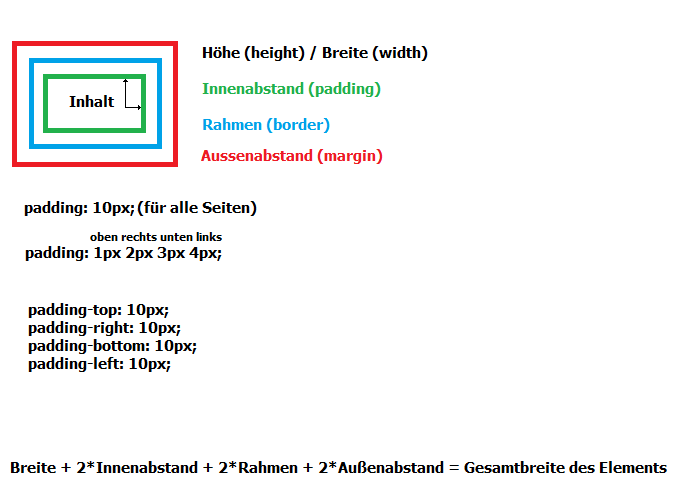 Höhe (height) / Breite (width)
Innenabstand (padding)
Inhalt
Rahmen (border)
Aussenabstand (margin)
padding: 10px; (für alle Seiten)
oben rechts unten links
padding: 1px 2px 3px 4px;
padding-top: 10px;
padding-right: 10px;
padding-bottom: 10px;
padding-left: 10px;
Breite + 2*Innenabstand + 2*Rahmen + 2*Außenabstand = Gesamtbreite des Elements